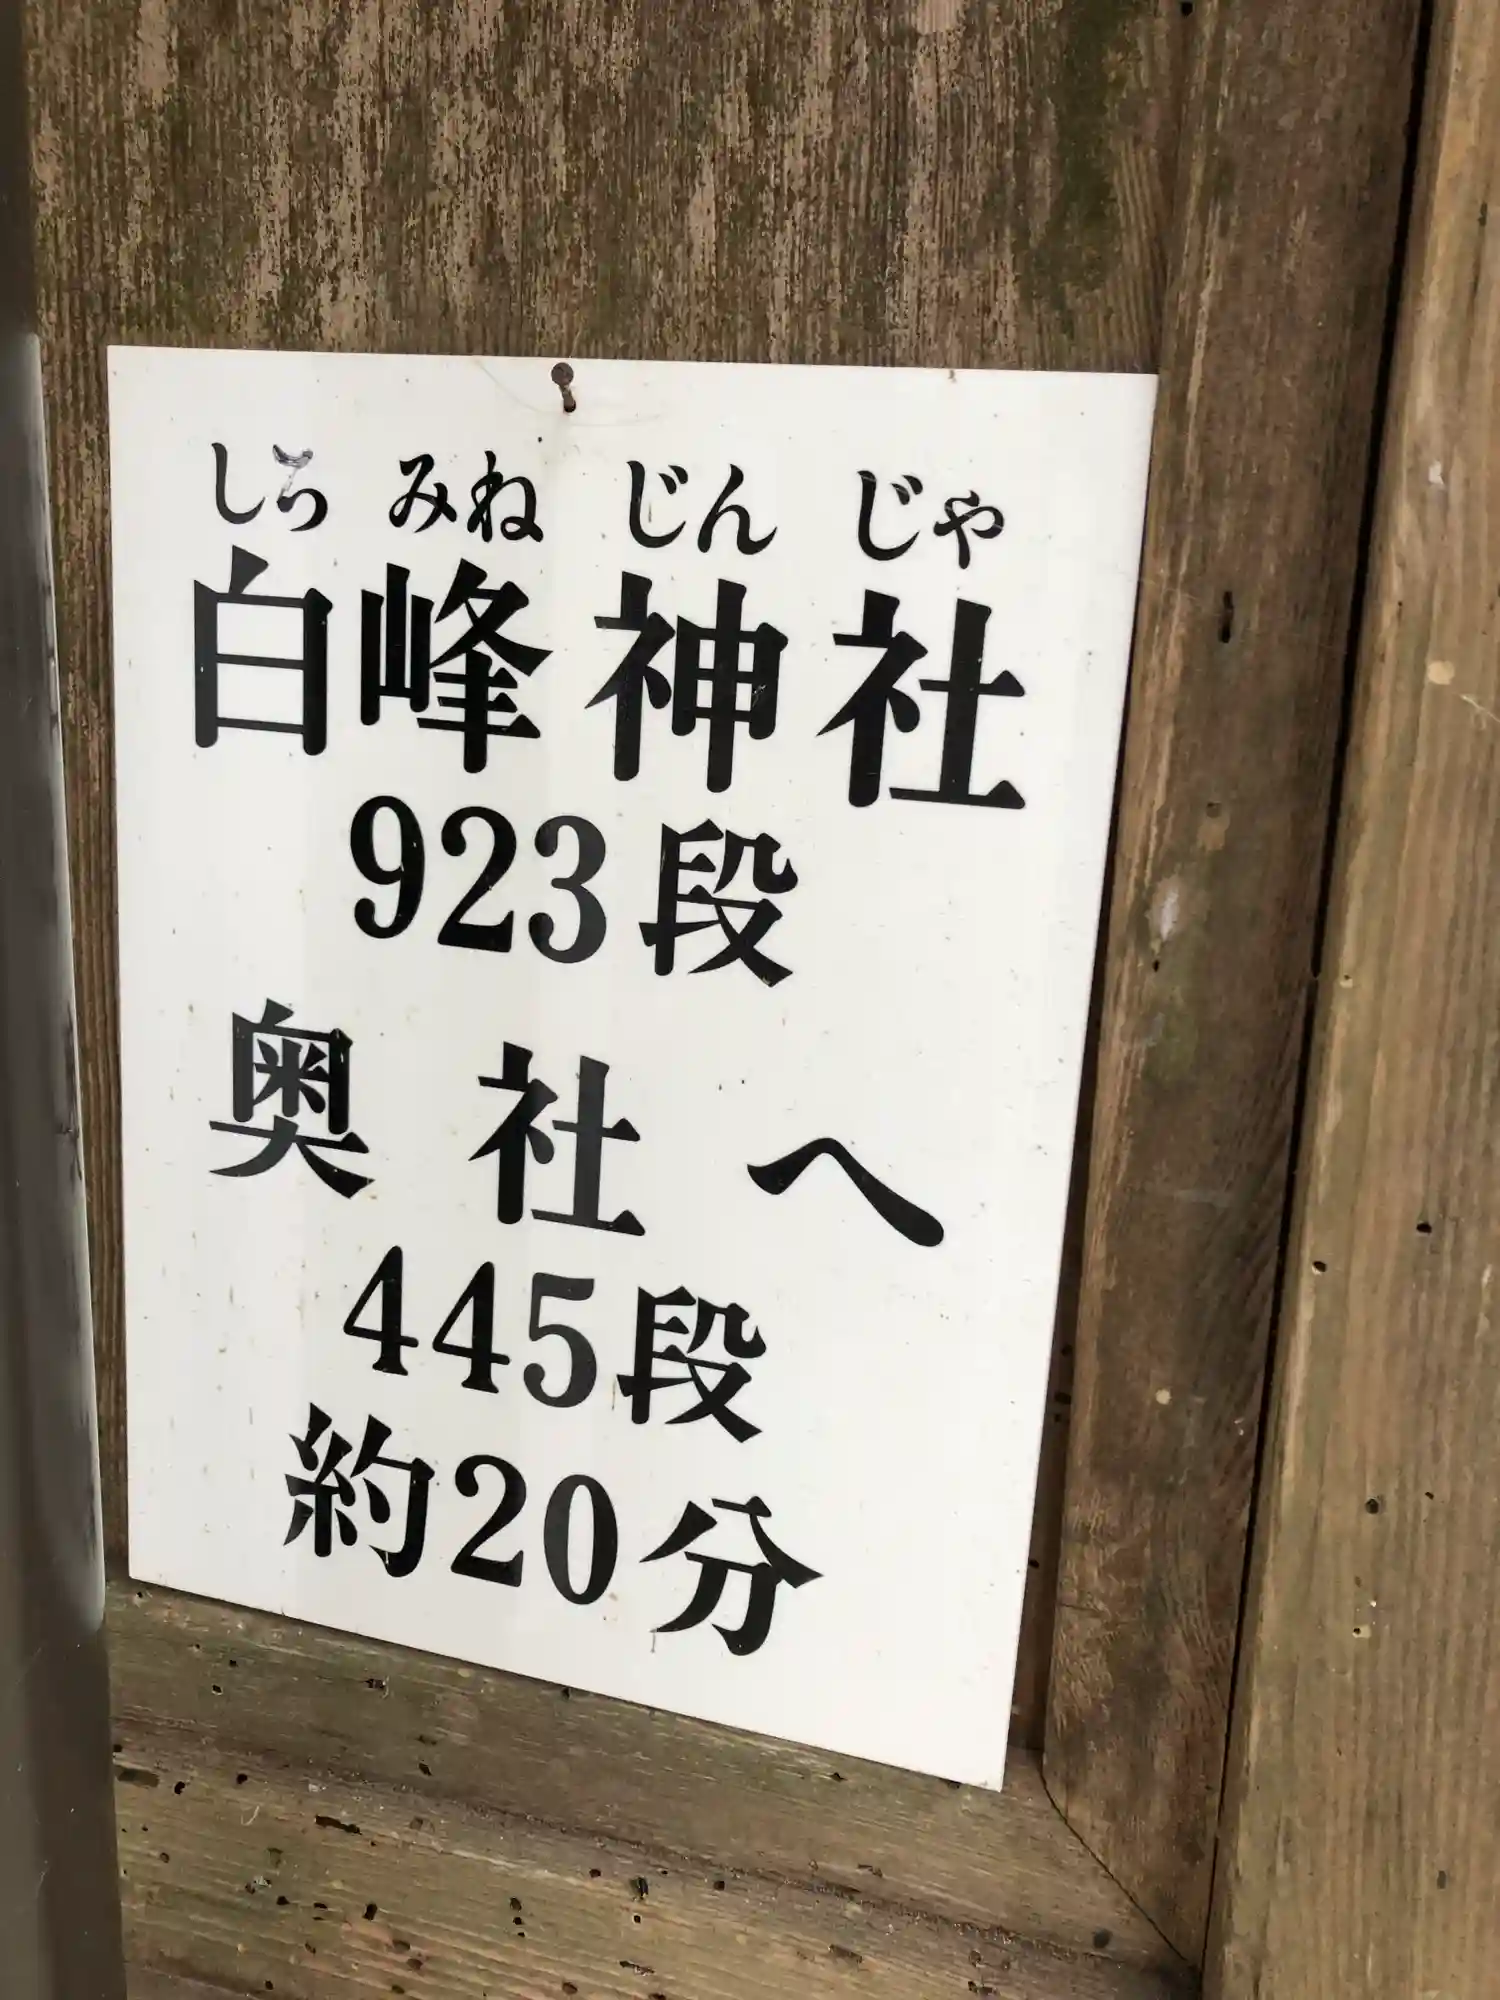 しろ みね じん じゃ
白峰神社
923段
奥社へ
445段
約20分